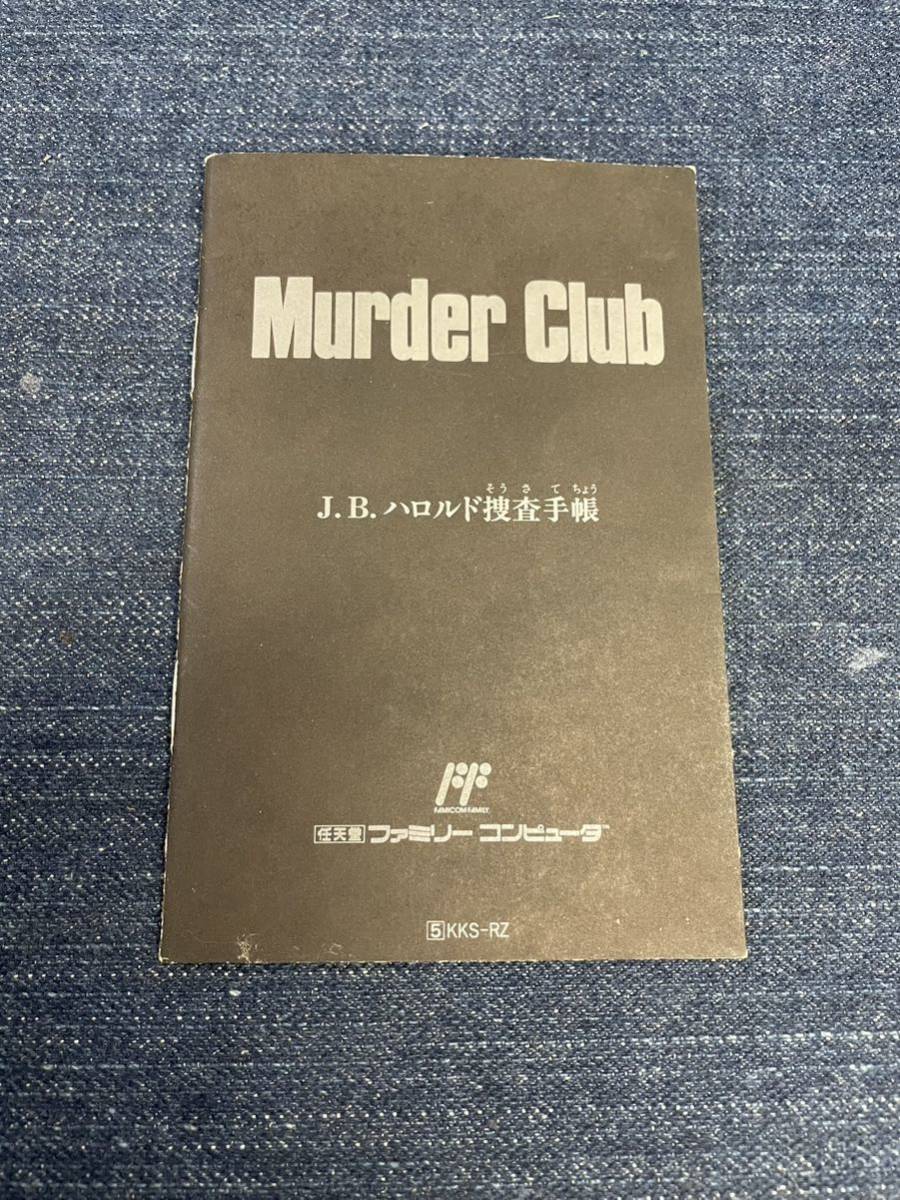 Murder Club
そうさてちょう
J.B.ハロルド捜査手帳
FAMICOM FAMILY
任天堂 ファミリー コンピュータ
5 KKS-RZ